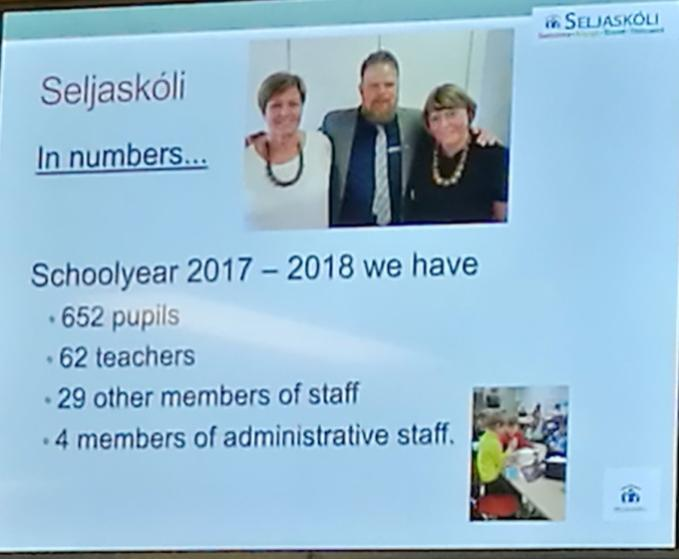 SELJASKÓLI
Seljaskóli
In numbers...
Schoolyear 2017 – 2018 we have
• 652 pupils
• 62 teachers
• 29 other members of staff
• 4 members of administrative staff.